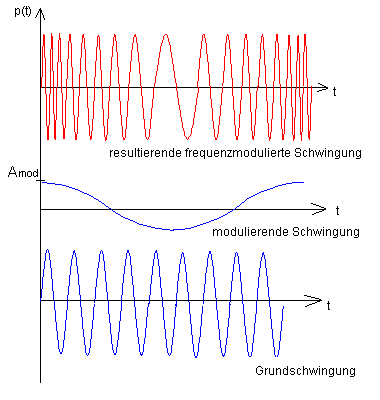 p(t)
t
resultierende frequenzmodulierte Schwingung
Amod
t
modulierende Schwingung
t
Grundschwingung